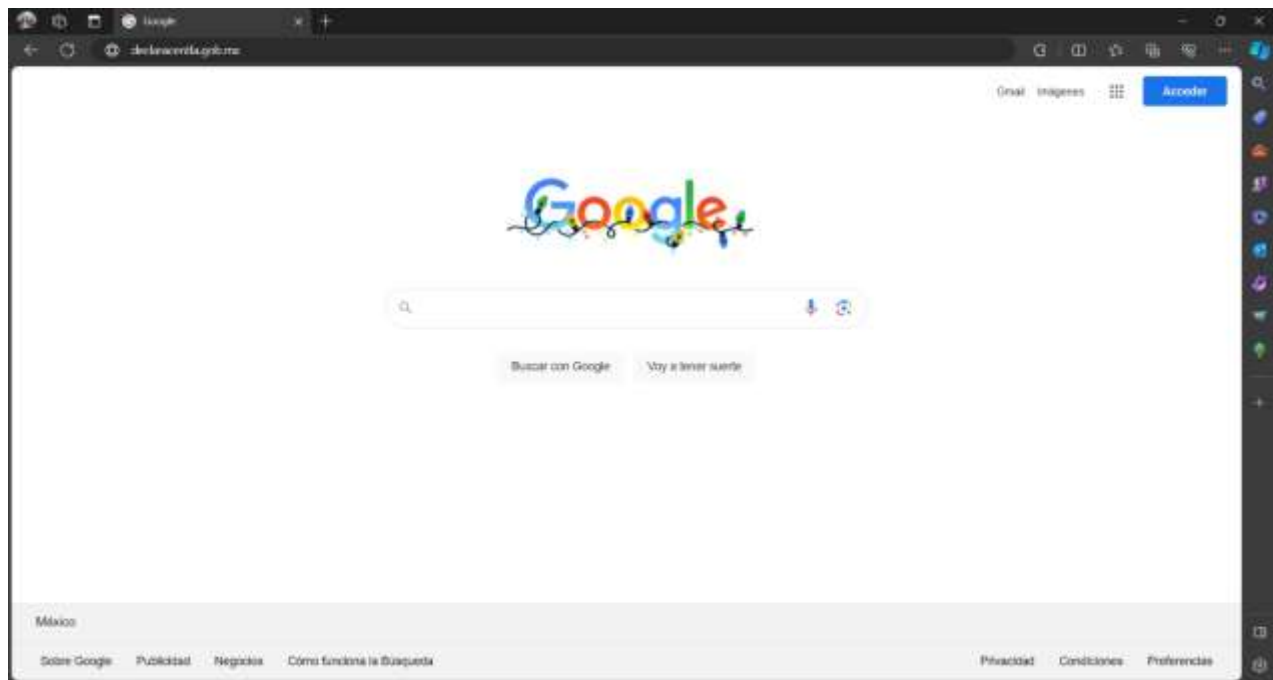 Google
declaracentla.gob.mx
Gmail Imágenes Acceder
Google
Buscar con Google Voy a tener suerte
México
Sobre Google Publicidad Negocios Cómo funciona la Búsqueda Privacidad Condiciones Preferencias